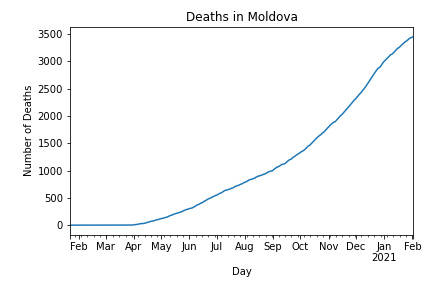 Deaths in Moldova
3500
3000
2500
2000
1500
1000
500
0
Number of Deaths
Feb Mar Apr May Jun Jul Aug Sep Oct Nov Dec Jan Feb
2021
Day